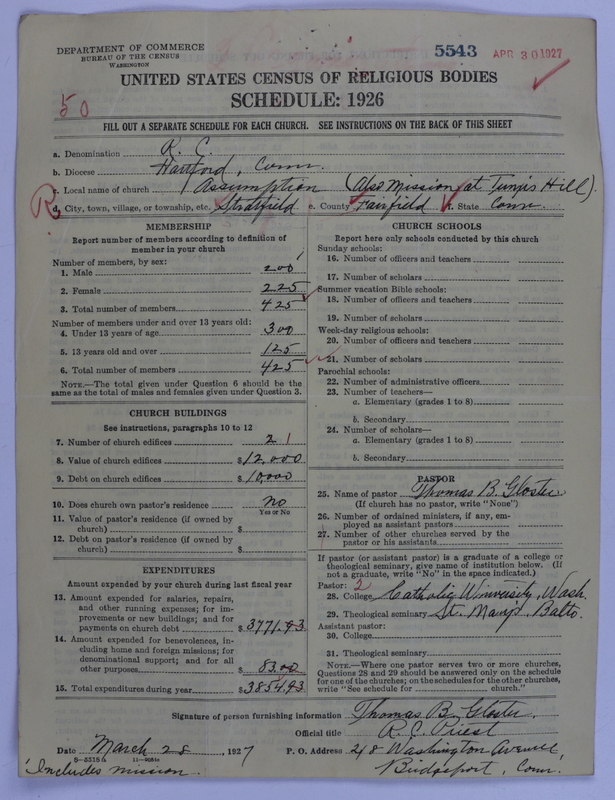 DEPARTMENT OF COMMERCE
BUREAU OF THE CENSUS
WASHINGTON
5543 APR 30 1927
UNITED STATES CENSUS OF RELIGIOUS BODIES
SCHEDULE: 1926
50
FILL OUT A SEPARATE SCHEDULE FOR EACH CHURCH. SEE INSTRUCTIONS ON THE BACK OF THIS SHEET
a. Denomination R. C.
b. Diocese Hartford, Conn.
c. Local name of church Assumption (Also Mission at Tunxis Hill).
R
d. City, town, village, or township, etc. Stratfield e. County Fairfield f. State Conn.
MEMBERSHIP
Report number of members according to definition of
member in your church
Number of members, by sex:
1. Male 200
2. Female 225
3. Total number of members 425
Number of members under and over 13 years old:
4. Under 13 years of age 300
5. 13 years old and over 125
6. Total number of members 425
NOTE.—The total given under Question 6 should be the
same as the total of males and females given under Question 3.
CHURCH BUILDINGS
See instructions, paragraphs 10 to 12
7. Number of church edifices 2 1
8. Value of church edifices $12,000
9. Debt on church edifices $10,000
10. Does church own pastor's residence No
Yes or No
11. Value of pastor's residence (if owned by
church) $
12. Debt on pastor's residence (if owned by
church) $
EXPENDITURES
Amount expended by your church during last fiscal year
13. Amount expended for salaries, repairs,
and other running expenses; for im-
provements or new buildings; and for
payments on church debt $3771.93
14. Amount expended for benevolences, in-
cluding home and foreign missions; for
denominational support; and for all
other purposes $83.00
15. Total expenditures during year $3854.93
CHURCH SCHOOLS
Report here only schools conducted by this church
Sunday schools:
16. Number of officers and teachers
17. Number of scholars
Summer vacation Bible schools:
18. Number of officers and teachers
19. Number of scholars
Week-day religious schools:
20. Number of officers and teachers
21. Number of scholars
Parochial schools:
22. Number of administrative officers
23. Number of teachers—
a. Elementary (grades 1 to 8)
b. Secondary
24. Number of scholars—
a. Elementary (grades 1 to 8)
b. Secondary
PASTOR
25. Name of pastor Thomas B. Gloster
(If church has no pastor, write "None")
26. Number of ordained ministers, if any, em-
ployed as assistant pastors
27. Number of other churches served by the
pastor or his assistants
If pastor (or assistant pastor) is a graduate of a college or
theological seminary, give name of institution below. (If
not a graduate, write "No" in the space indicated.)
Pastor: 2
28. College Catholic University, Wash.
29. Theological seminary St. Mary's, Balto.
Assistant pastor:
30. College
31. Theological seminary
NOTE.—Where one pastor serves two or more churches,
Questions 28 and 29 should be answered only on the schedule
for one of the churches; on the schedules for the other churches,
write "See schedule for church."
Signature of person furnishing information Thomas B. Gloster
Official title R. C. Priest
Date March 28, 1927 P. O. Address 248 Washington Avenue,
8—3318a
Includes mission. Bridgeport, Conn.